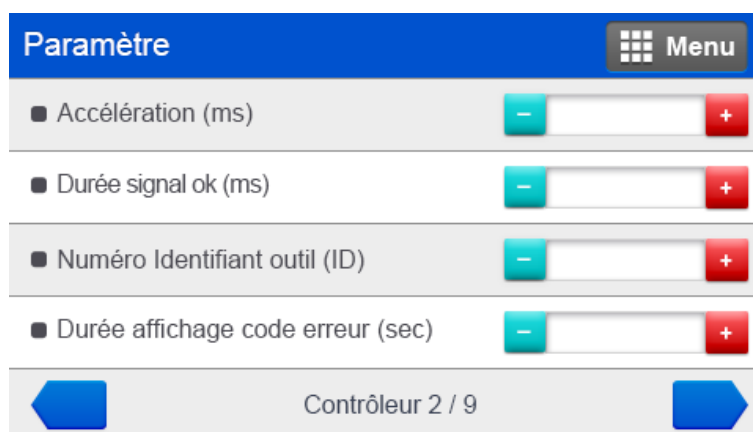 Paramètre
Menu
Accélération (ms)
− +
Durée signal ok (ms)
− +
Numéro Identifiant outil (ID)
− +
Durée affichage code erreur (sec)
− +
Contrôleur 2 / 9